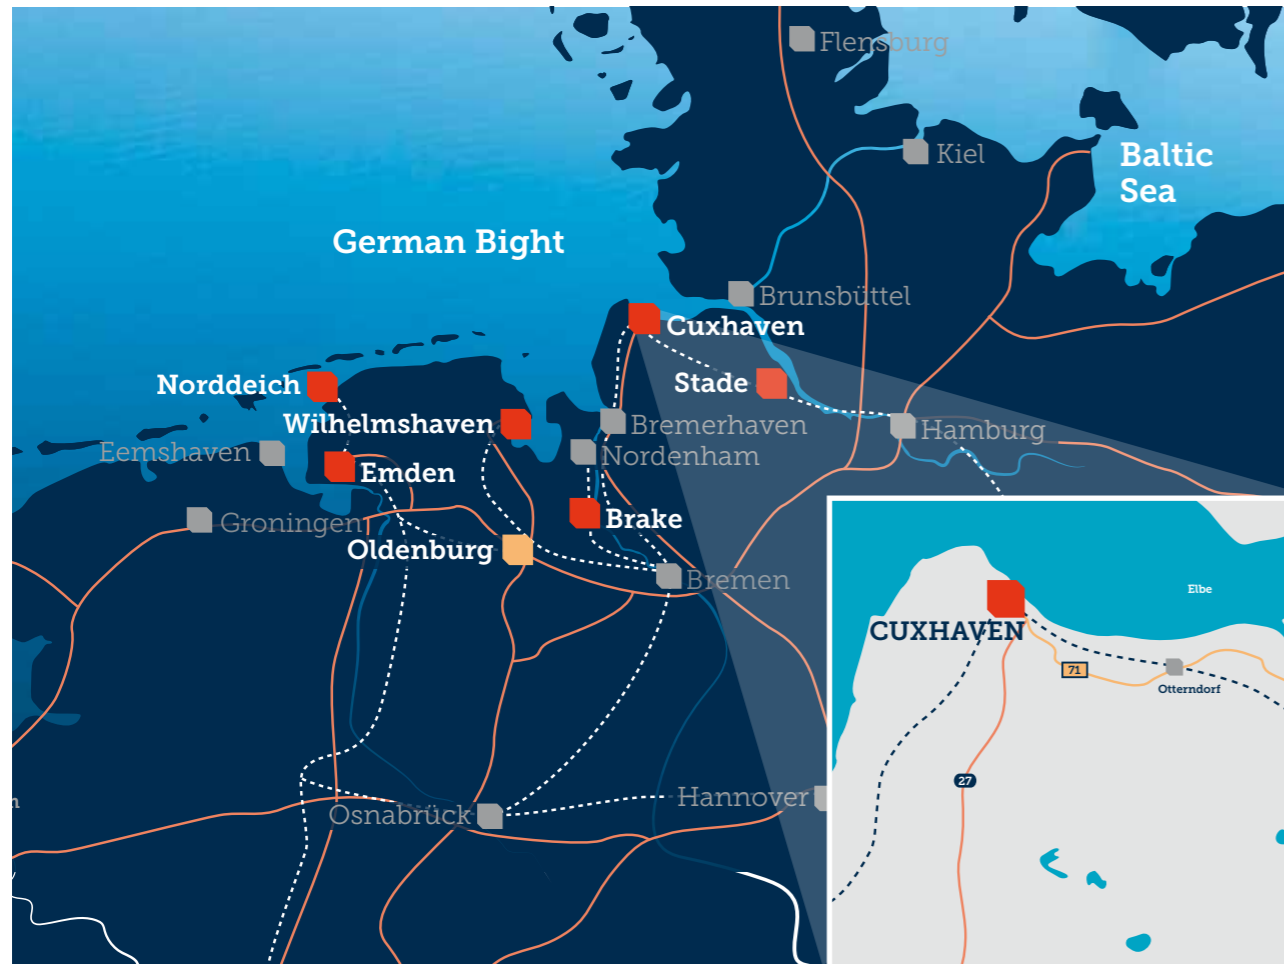 Flensburg
Kiel
Baltic
Sea
German Bight
Brunsbüttel
Cuxhaven
Norddeich
Stade
Wilhelmshaven
Bremerhaven
Hamburg
Eemshaven
Nordenham
Emden
Groningen
Brake
Oldenburg
Bremen
Elbe
CUXHAVEN
71
Otterndorf
27
Hannover
n
Osnabrück